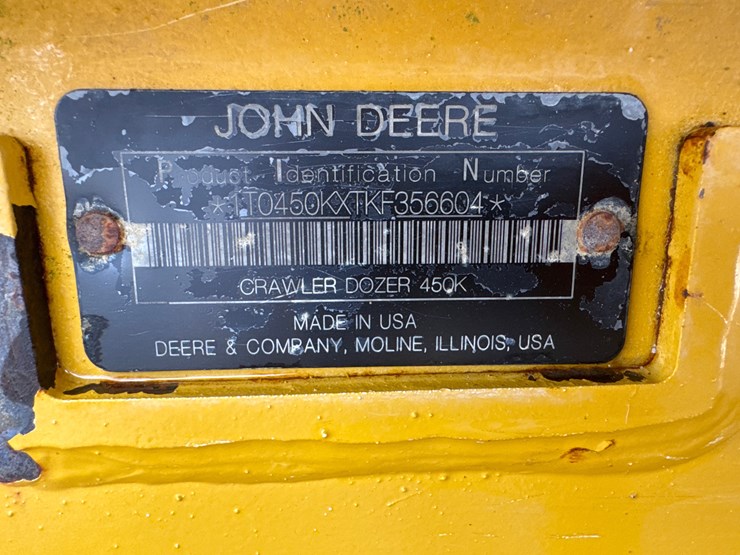 JOHN DEERE
Product Identification Number
*1T0450KXTKF356604*
CRAWLER DOZER 450K
MADE IN USA
DEERE & COMPANY, MOLINE, ILLINOIS, USA